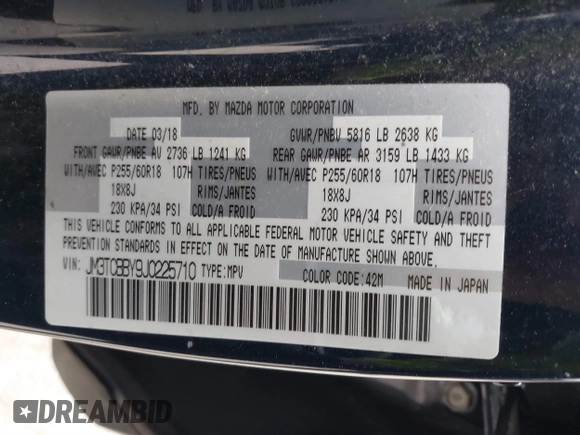 MFD. BY MAZDA MOTOR CORPORATION
DATE 03/18 GVWR/PNBV 5816 LB 2638 KG
FRONT GAWR/PNBE AV 2736 LB 1241 KG REAR GAWR/PNBE AR 3159 LB 1433 KG
WITH/AVEC P255/60R18 107H TIRES/PNEUS WITH/AVEC P255/60R18 107H TIRES/PNEUS
18X8J RIMS/JANTES 18X8J RIMS/JANTES
230 KPA/34 PSI COLD/A FROID 230 KPA/34 PSI COLD/A FROID
THIS VEHICLE CONFORMS TO ALL APPLICABLE FEDERAL MOTOR VEHICLE SAFETY AND THEFT
PREVENTION STANDARDS IN EFFECT ON THE DATE OF MANUFACTURE SHOWN ABOVE.
VIN: JM3TCBBY9J0225710 TYPE:MPV COLOR CODE:42M MADE IN JAPAN
DREAMBID